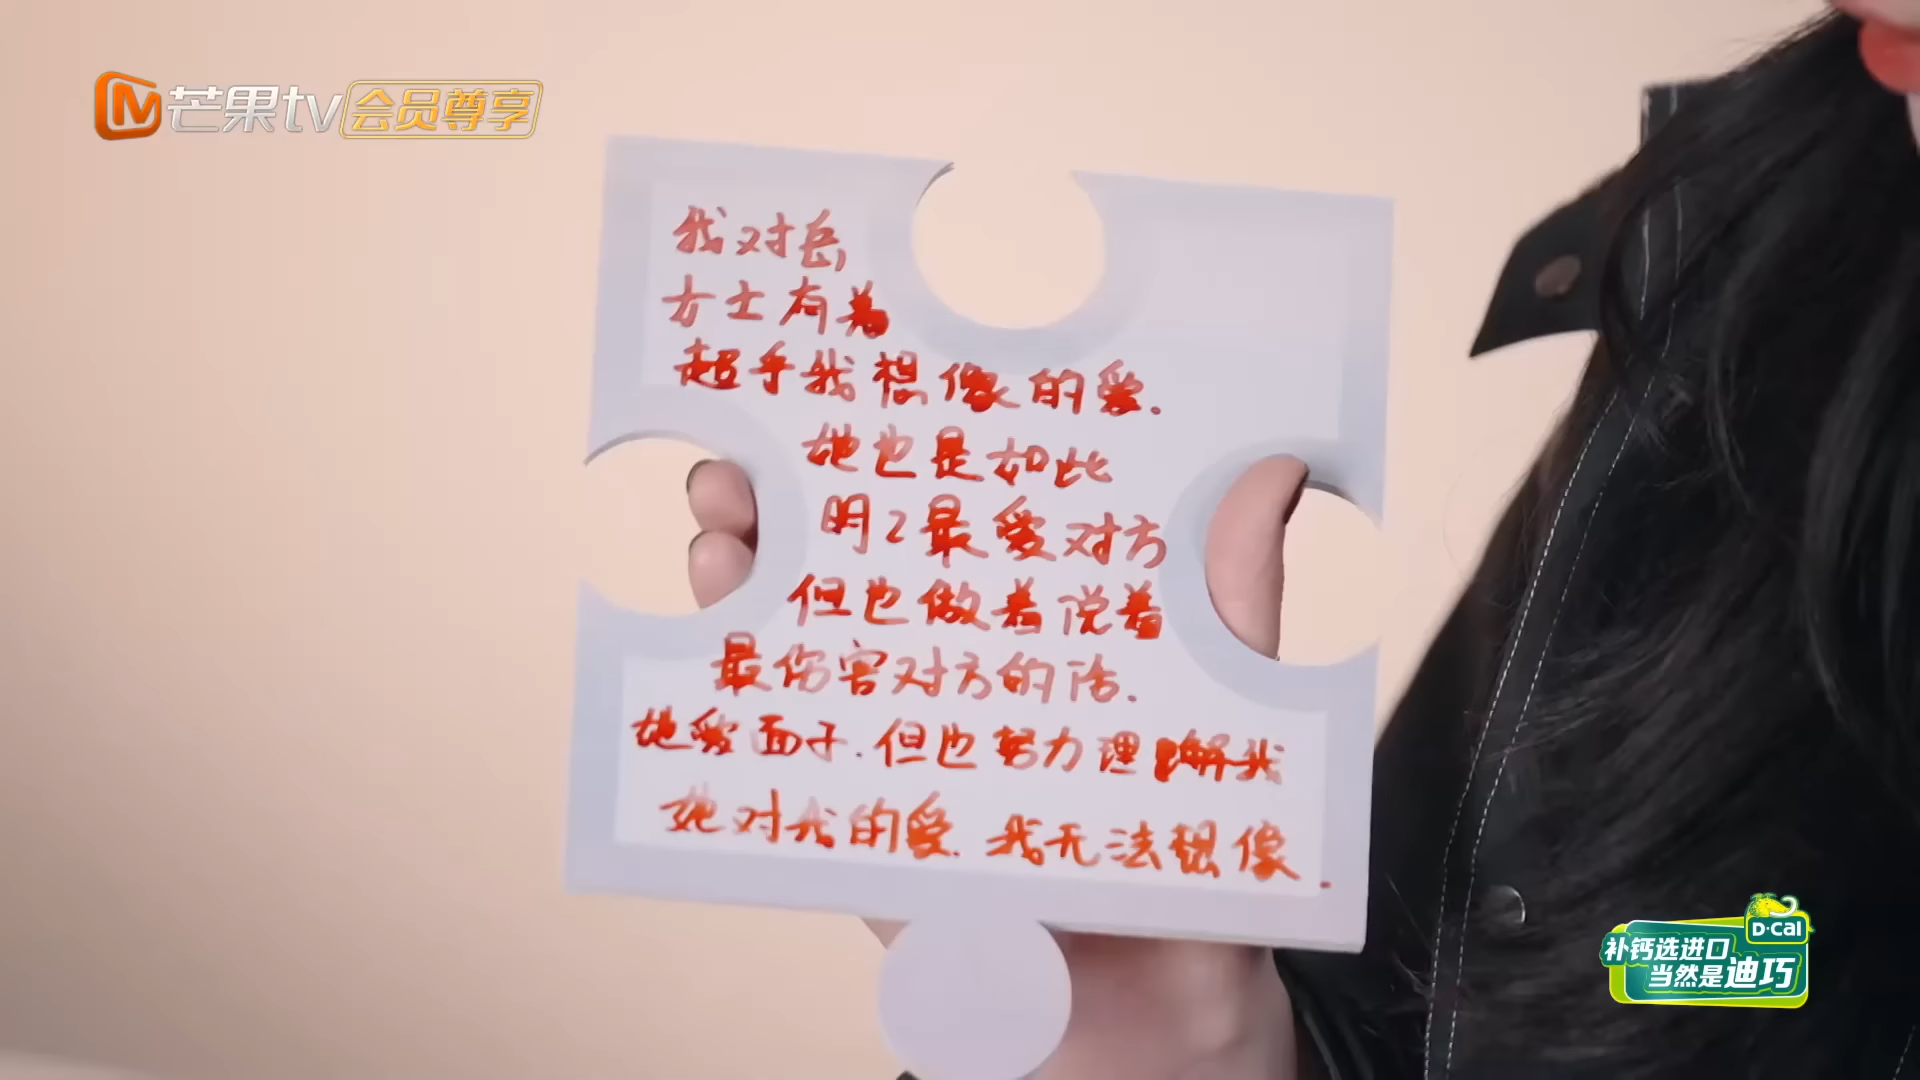 芒果tv会员尊享
我对岳
女士有着
超乎我想像的爱.
她也是如此
明2最爱对方
但也做着说着
最伤害对方的话.
她爱面子.但也努力理解我
她对我的爱.我无法想像.
D·Cal
补钙选进口
当然是迪巧